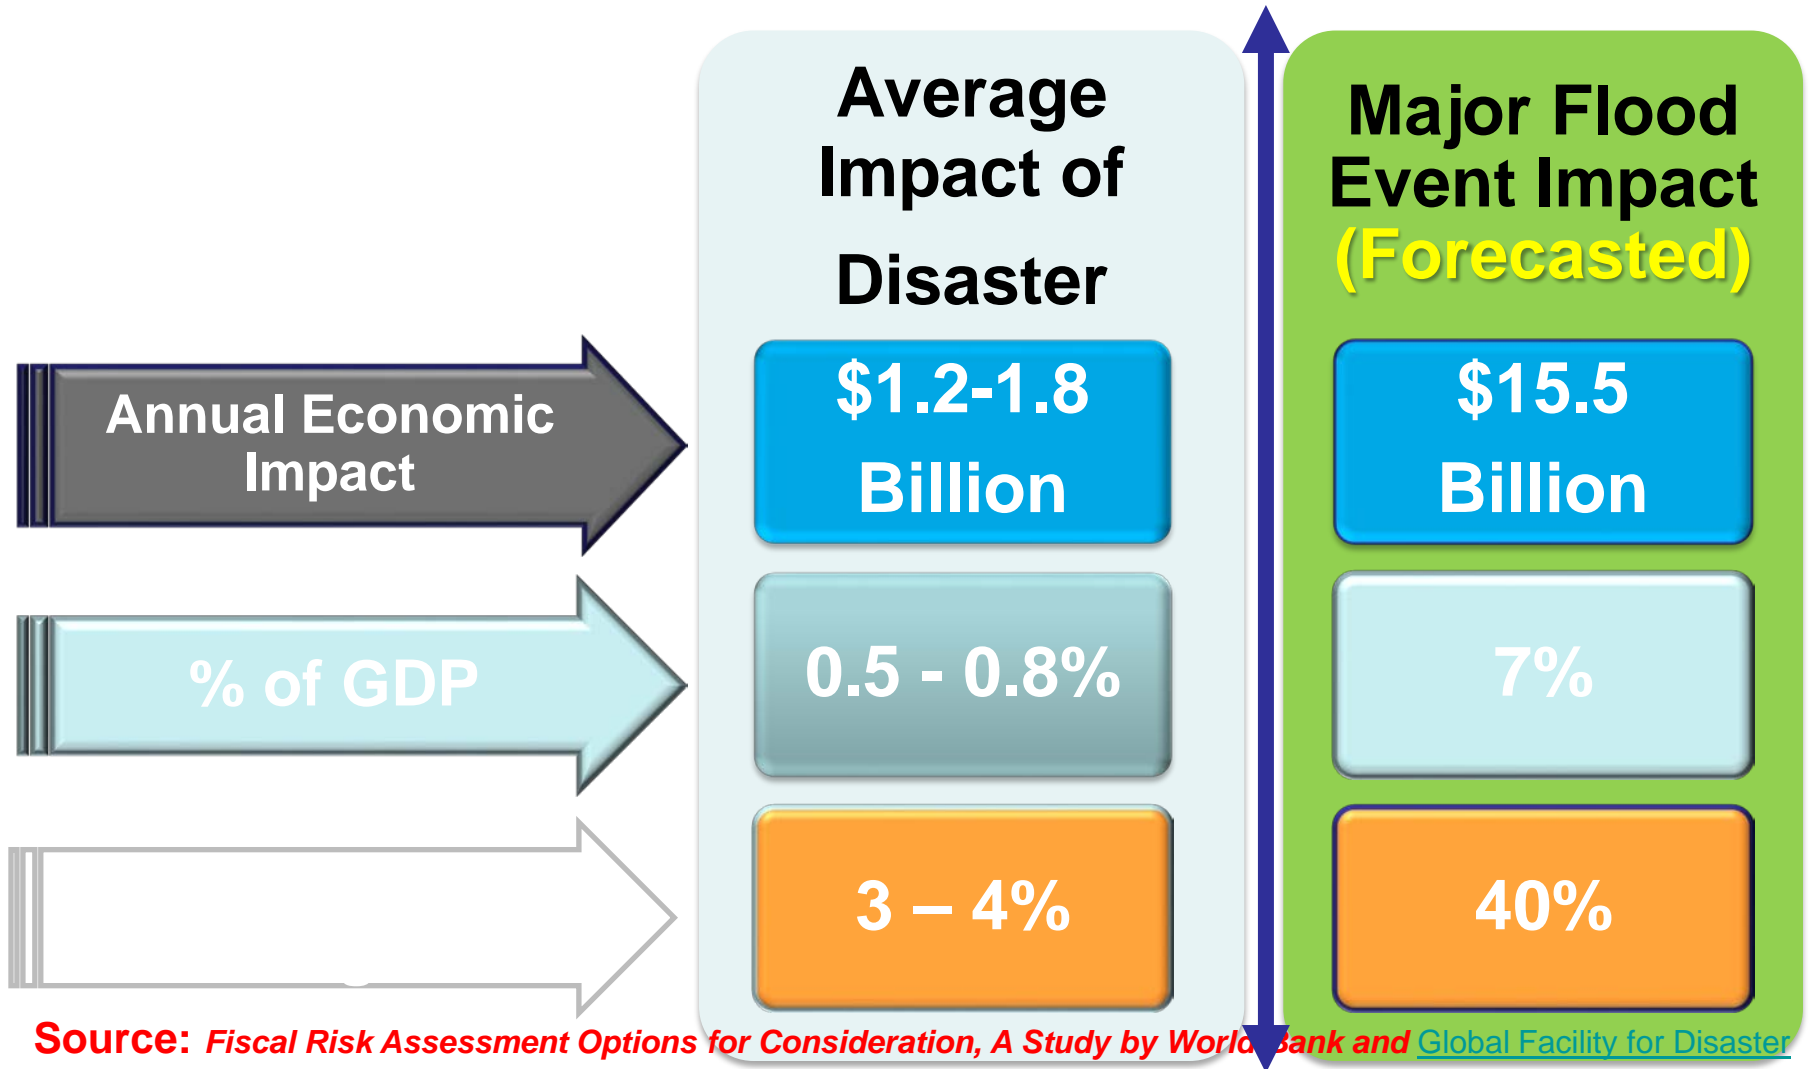 Average
Impact of
Disaster
Major Flood
Event Impact
(Forecasted)
Annual Economic
Impact
$1.2-1.8
Billion
$15.5
Billion
% of GDP
0.5 - 0.8%
7%
3 – 4%
40%
Source: Fiscal Risk Assessment Options for Consideration, A Study by World Bank and Global Facility for Disaster